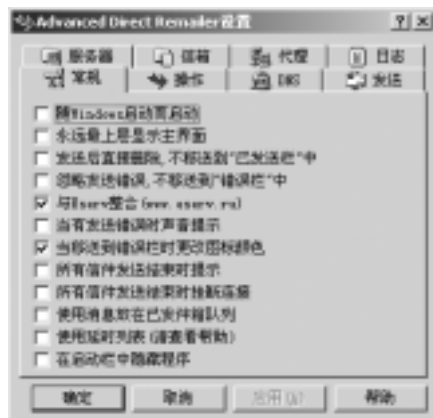 Advanced Direct Remailer设置
服务器 信箱 代理 日志
常规 操作 DNS 发送
随Windows启动而启动
永远最上层显示主界面
发送后直接删除,不移送到"已发送栏"中
忽略发送错误,不移送到"错误栏"中
与Eserv整合(www.eserv.ru)
当有发送错误时声音提示
当移送到错误栏时更改图标颜色
所有信件发送结束时提示
所有信件发送结束时挂断连接
使用消息放在已发件箱队列
使用延时列表(请查看帮助)
在启动栏中隐藏程序
确定 取消 应用(A) 帮助